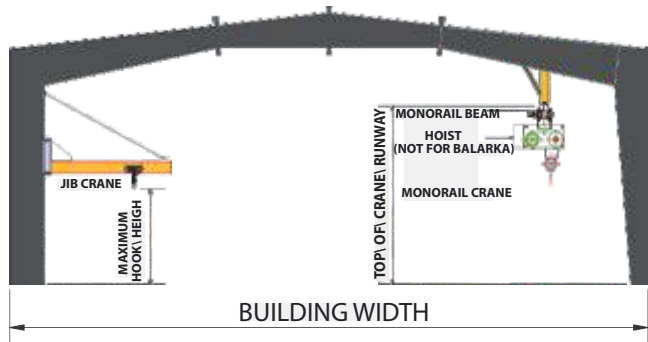 MONORAIL BEAM
HOIST
(NOT FOR BALARKA)
JIB CRANE
MONORAIL CRANE
MAXIMUM
HOOK\ HEIGH
TOP\ OF\ CRANE\ RUNWAY
BUILDING WIDTH